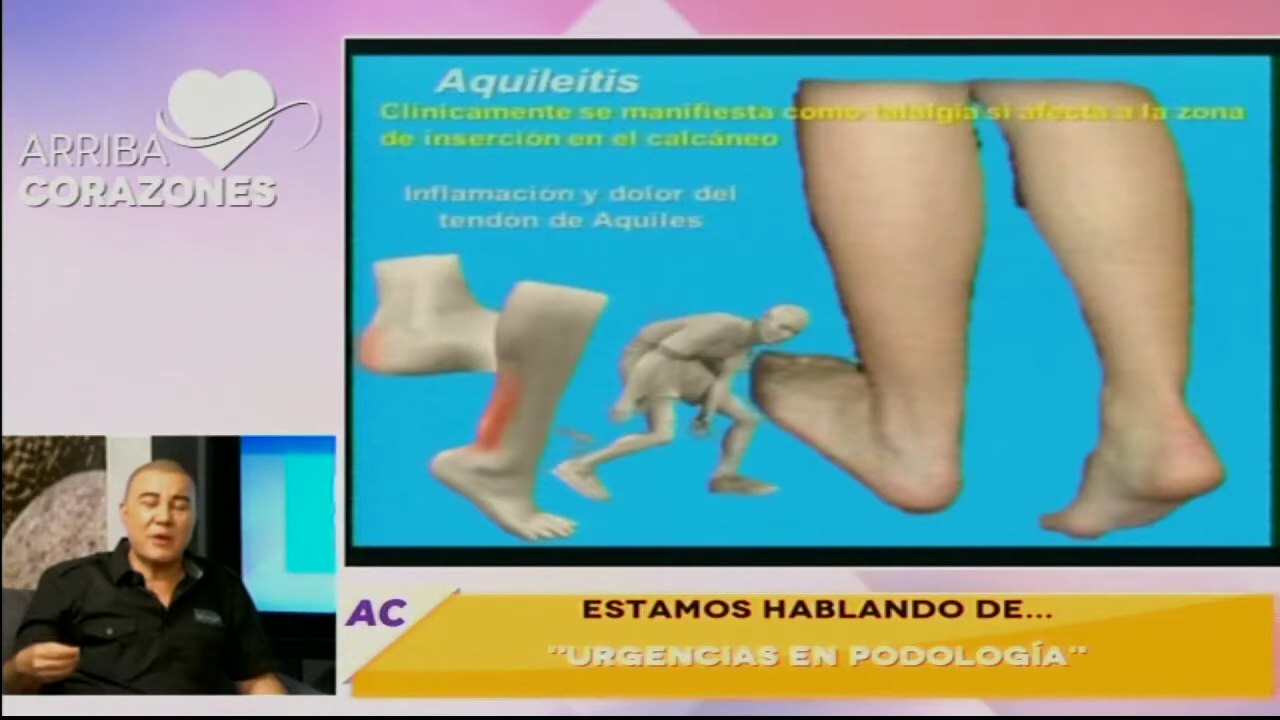 ARRIBA
CORAZONES
Aquileitis
Clínicamente se manifiesta como talalgia si afecta a la zona
de inserción en el calcáneo
Inflamación y dolor del
tendón de Aquiles
AC
ESTAMOS HABLANDO DE...
"URGENCIAS EN PODOLOGÍA"